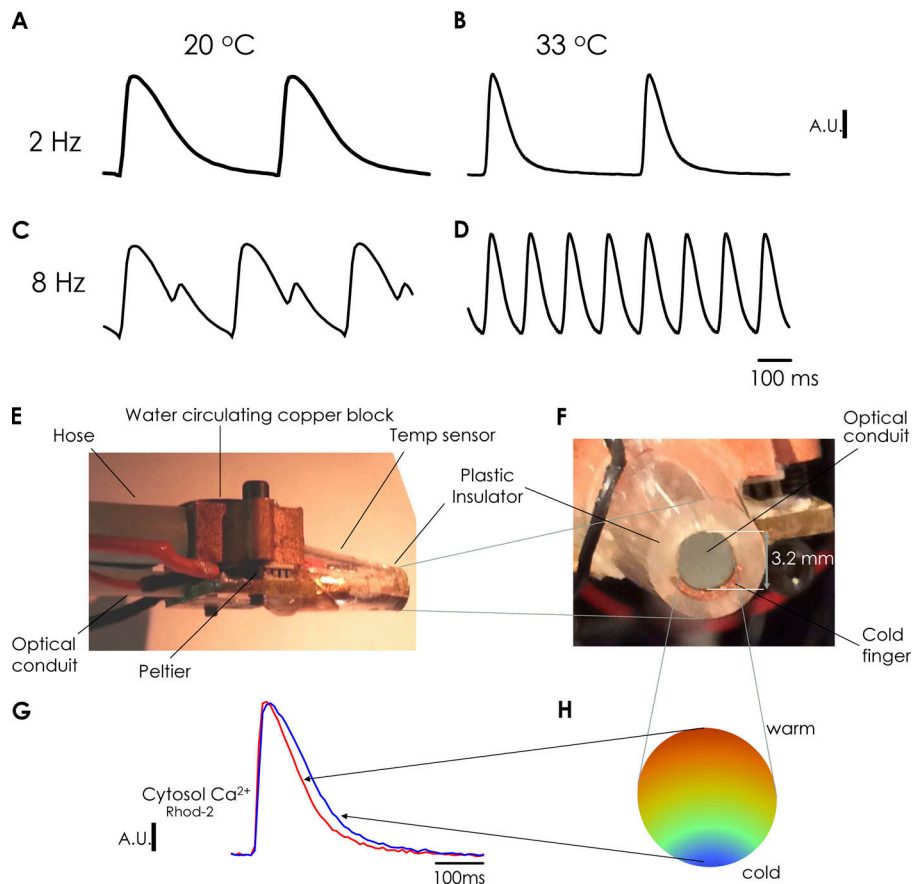 A
20 °C
B
33 °C
2 Hz
A.U.
C
8 Hz
D
100 ms
E
Water circulating copper block
Hose
Temp sensor
Plastic
Insulator
Optical
conduit
Peltier
F
Optical
conduit
3.2 mm
Cold
finger
G
Cytosol Ca²⁺
Rhod-2
A.U.
100ms
H
warm
cold